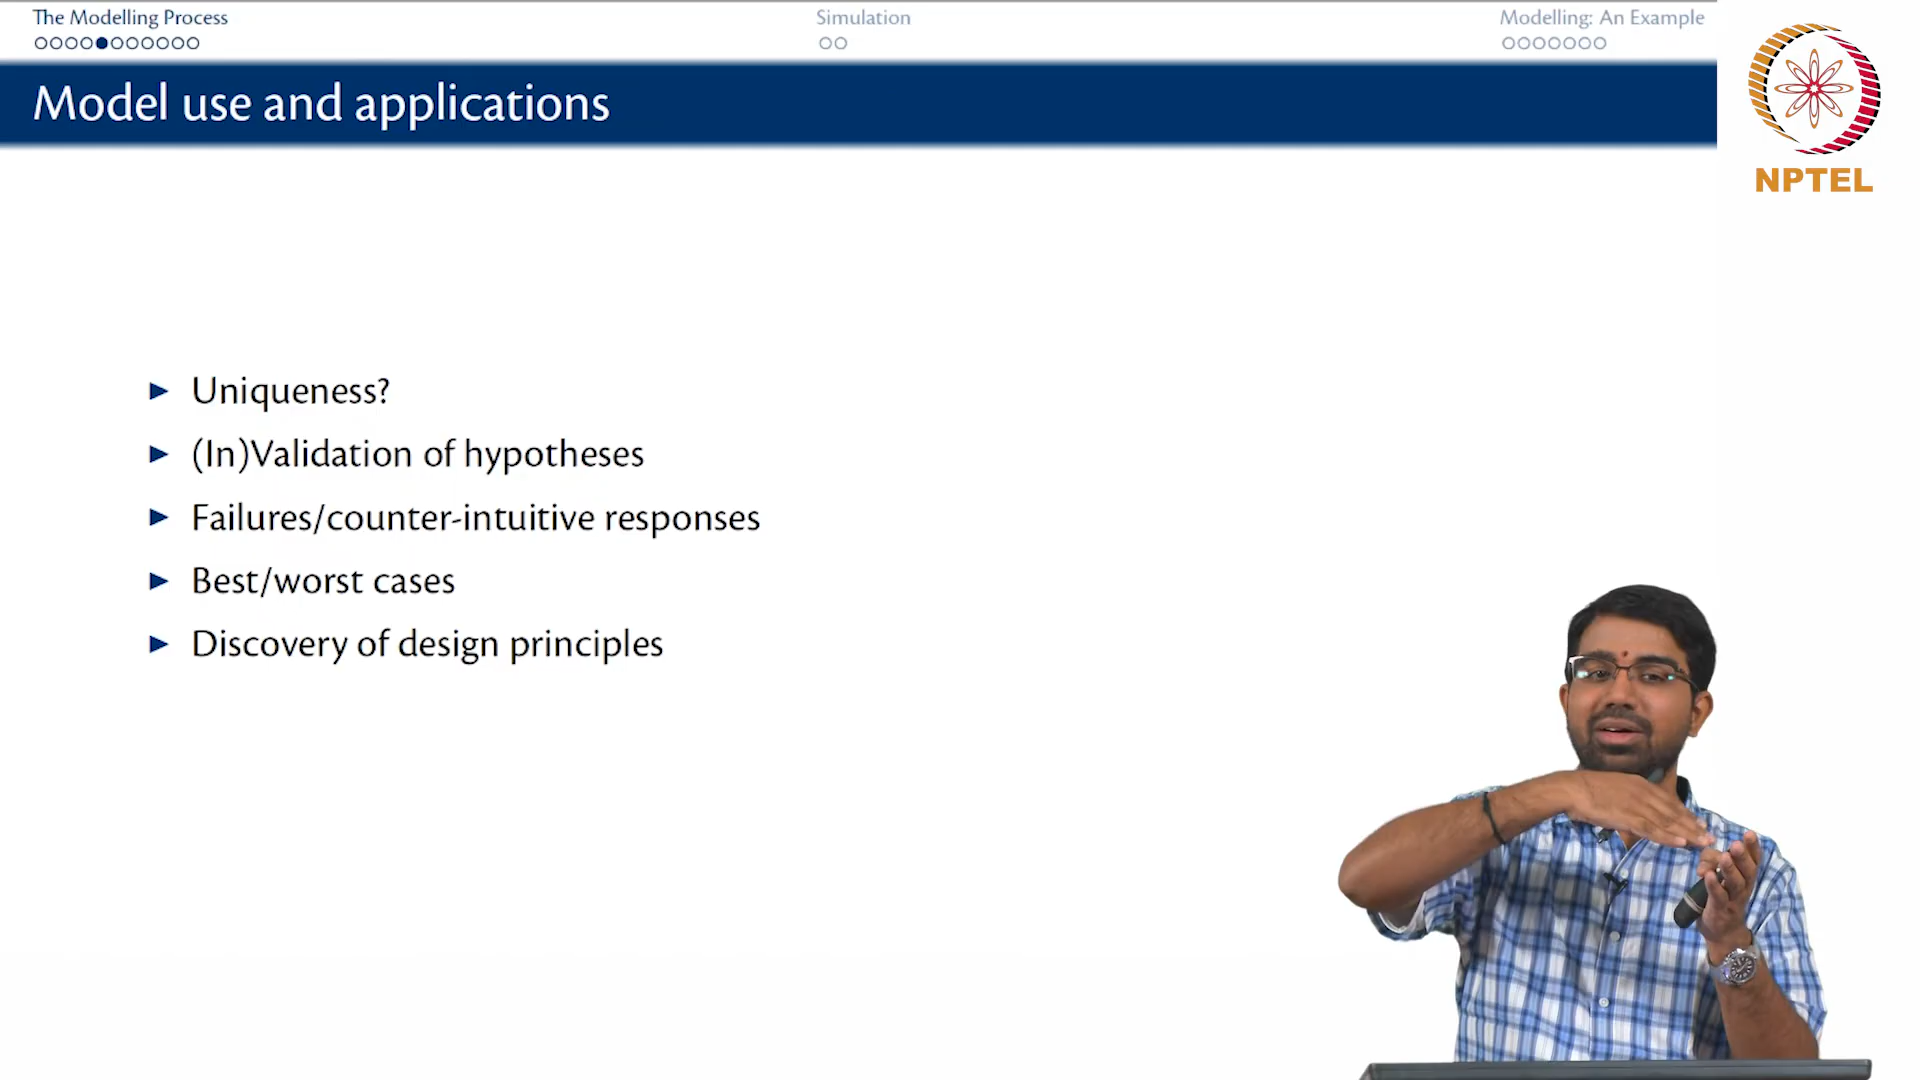 The Modelling Process
Simulation
Modelling: An Example
Model use and applications
NPTEL
Uniqueness?
(In)Validation of hypotheses
Failures/counter-intuitive responses
Best/worst cases
Discovery of design principles